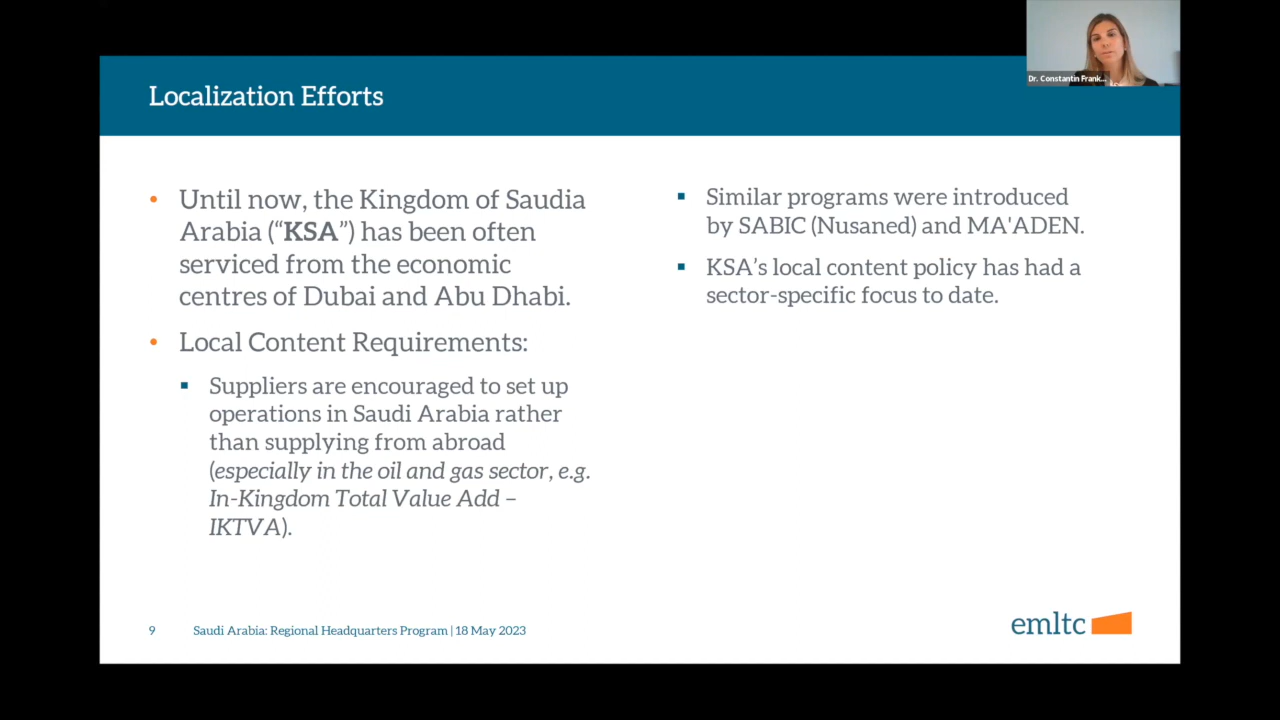 Dr. Constantin Frank...
Localization Efforts
• Until now, the Kingdom of Saudia
Arabia (“KSA”) has been often
serviced from the economic
centres of Dubai and Abu Dhabi.
• Local Content Requirements:
▪ Suppliers are encouraged to set up
operations in Saudi Arabia rather
than supplying from abroad
(especially in the oil and gas sector, e.g.
In-Kingdom Total Value Add –
IKTVA).
▪ Similar programs were introduced
by SABIC (Nusaned) and MA'ADEN.
▪ KSA’s local content policy has had a
sector-specific focus to date.
9 Saudi Arabia: Regional Headquarters Program | 18 May 2023
emltc